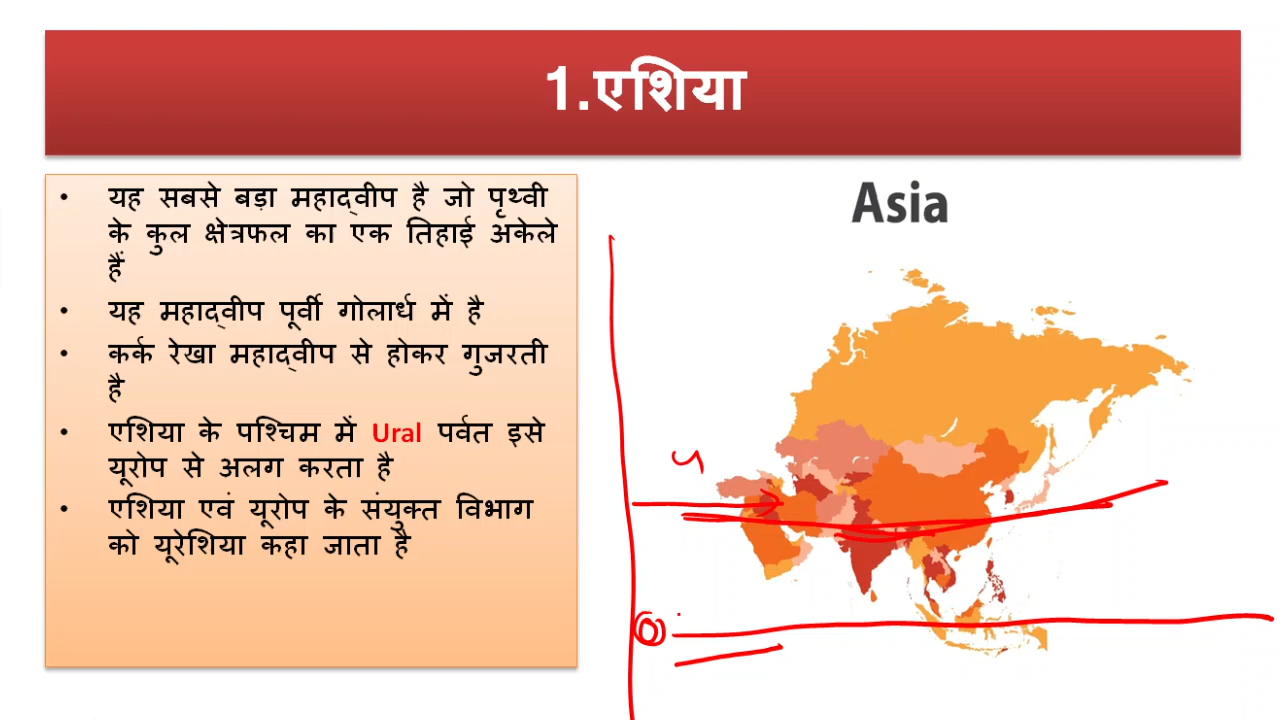 1.एशिया
• यह सबसे बड़ा महाद्वीप है जो पृथ्वी
के कुल क्षेत्रफल का एक तिहाई अकेले
हैं
• यह महाद्वीप पूर्वी गोलार्ध में है
• कर्क रेखा महाद्वीप से होकर गुजरती
है
• एशिया के पश्चिम में Ural पर्वत इसे
यूरोप से अलग करता है
• एशिया एवं यूरोप के संयुक्त विभाग
को यूरेशिया कहा जाता है
Asia
0